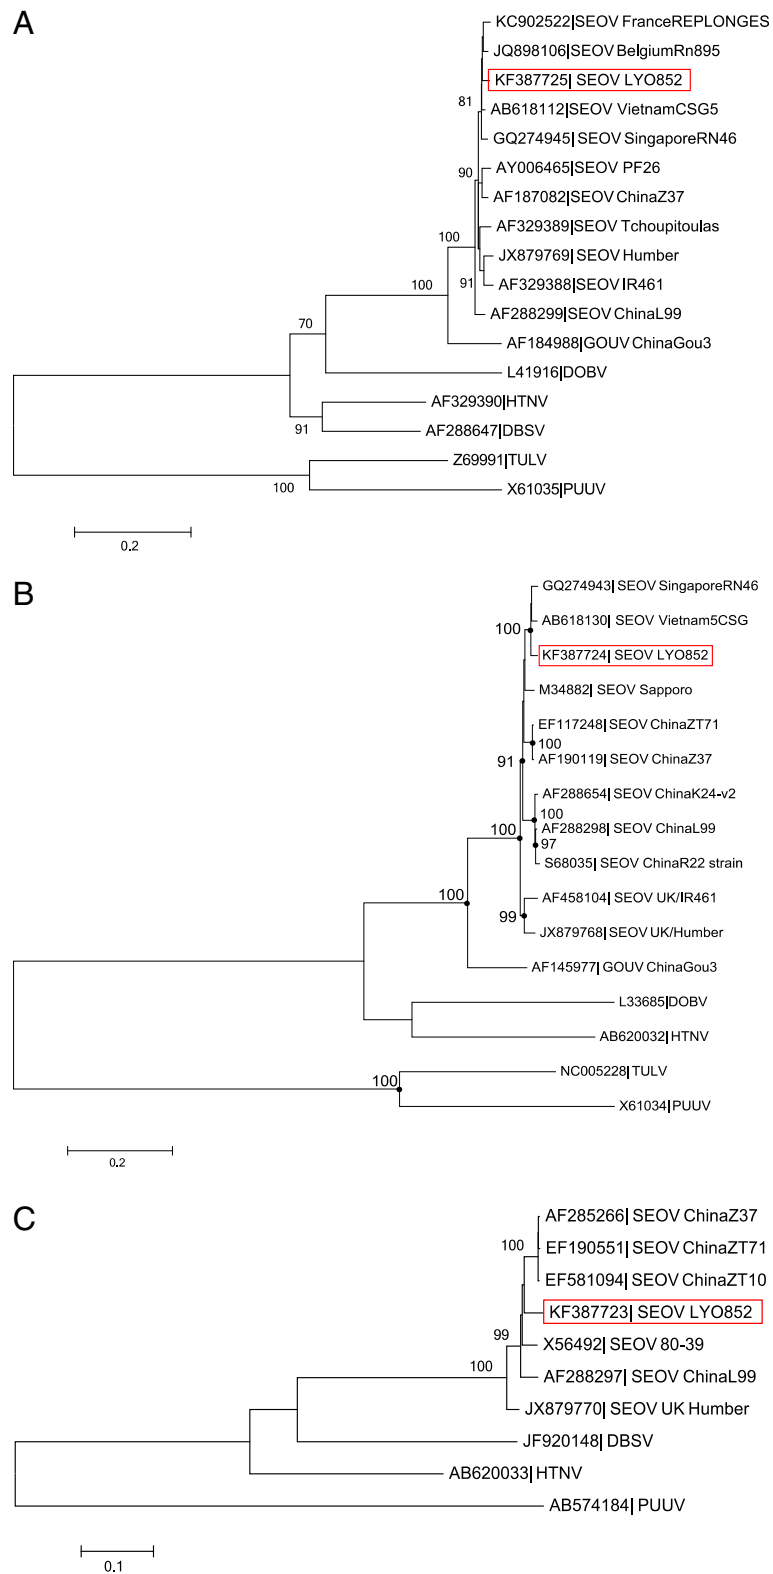 A
KC902522|SEOV FranceREPLONGES
JQ898106|SEOV BelgiumRn895
KF387725| SEOV LYO852
81
AB618112|SEOV VietnamCSG5
GQ274945|SEOV SingaporeRN46
AY006465|SEOV PF26
90
AF187082|SEOV ChinaZ37
AF329389|SEOV Tchoupitoulas
100
JX879769|SEOV Humber
100
91
AF329388|SEOV IR461
AF288299|SEOV ChinaL99
70
AF184988|GOUV ChinaGou3
L41916|DOBV
AF329390|HTNV
91
AF288647|DBSV
Z69991|TULV
100
X61035|PUUV
0.2
B
GQ274943| SEOV SingaporeRN46
AB618130| SEOV Vietnam5CSG
100
KF387724| SEOV LYO852
M34882| SEOV Sapporo
EF117248| SEOV ChinaZT71
100
91
AF190119| SEOV ChinaZ37
AF288654| SEOV ChinaK24-v2
100
100
AF288298| SEOV ChinaL99
97
S68035| SEOV ChinaR22 strain
100
AF458104| SEOV UK/IR461
99
JX879768| SEOV UK/Humber
AF145977| GOUV ChinaGou3
L33685|DOBV
AB620032|HTNV
NC005228|TULV
100
X61034|PUUV
0.2
C
AF285266| SEOV ChinaZ37
100
EF190551| SEOV ChinaZT71
EF581094| SEOV ChinaZT10
KF387723| SEOV LYO852
99
X56492| SEOV 80-39
100
AF288297| SEOV ChinaL99
JX879770| SEOV UK Humber
JF920148| DBSV
AB620033|HTNV
AB574184| PUUV
0.1